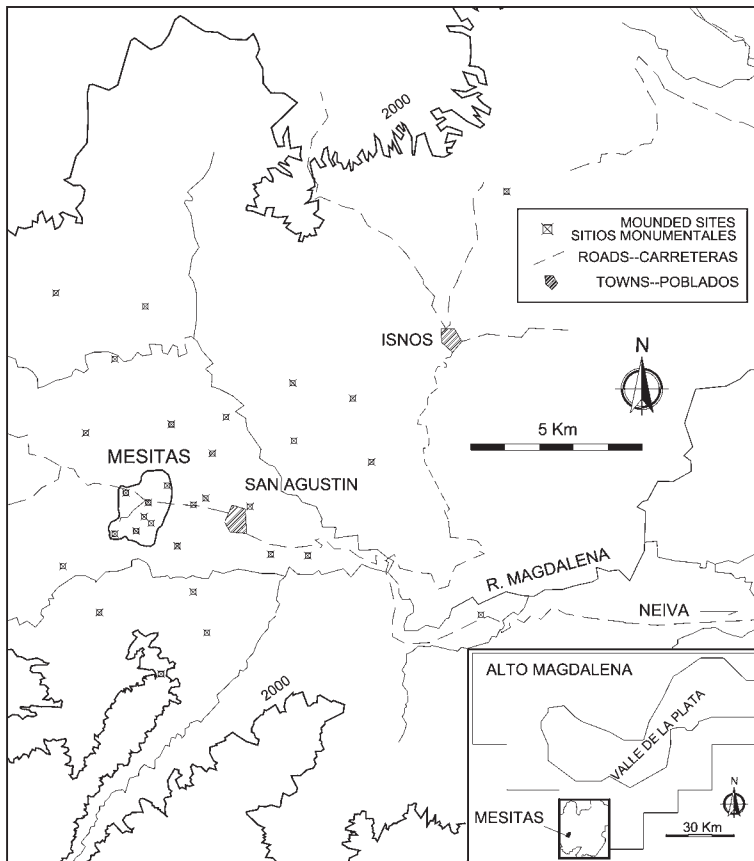 2000
MOUNDED SITES
SITIOS MONUMENTALES
ROADS--CARRETERAS
TOWNS--POBLADOS
ISNOS
N
5 Km
MESITAS
SAN AGUSTIN
R. MAGDALENA
NEIVA
2000
ALTO MAGDALENA
VALLE DE LA PLATA
MESITAS
N
30 Km